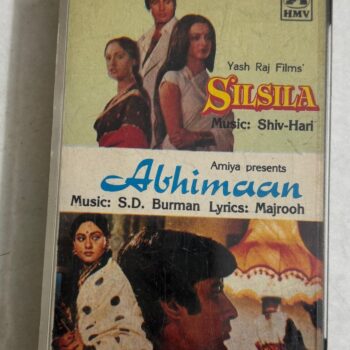 HMV
Yash Raj Films'
SILSILA
Music: Shiv-Hari
Amiya presents
Abhimaan
Music: S.D. Burman Lyrics: Majrooh